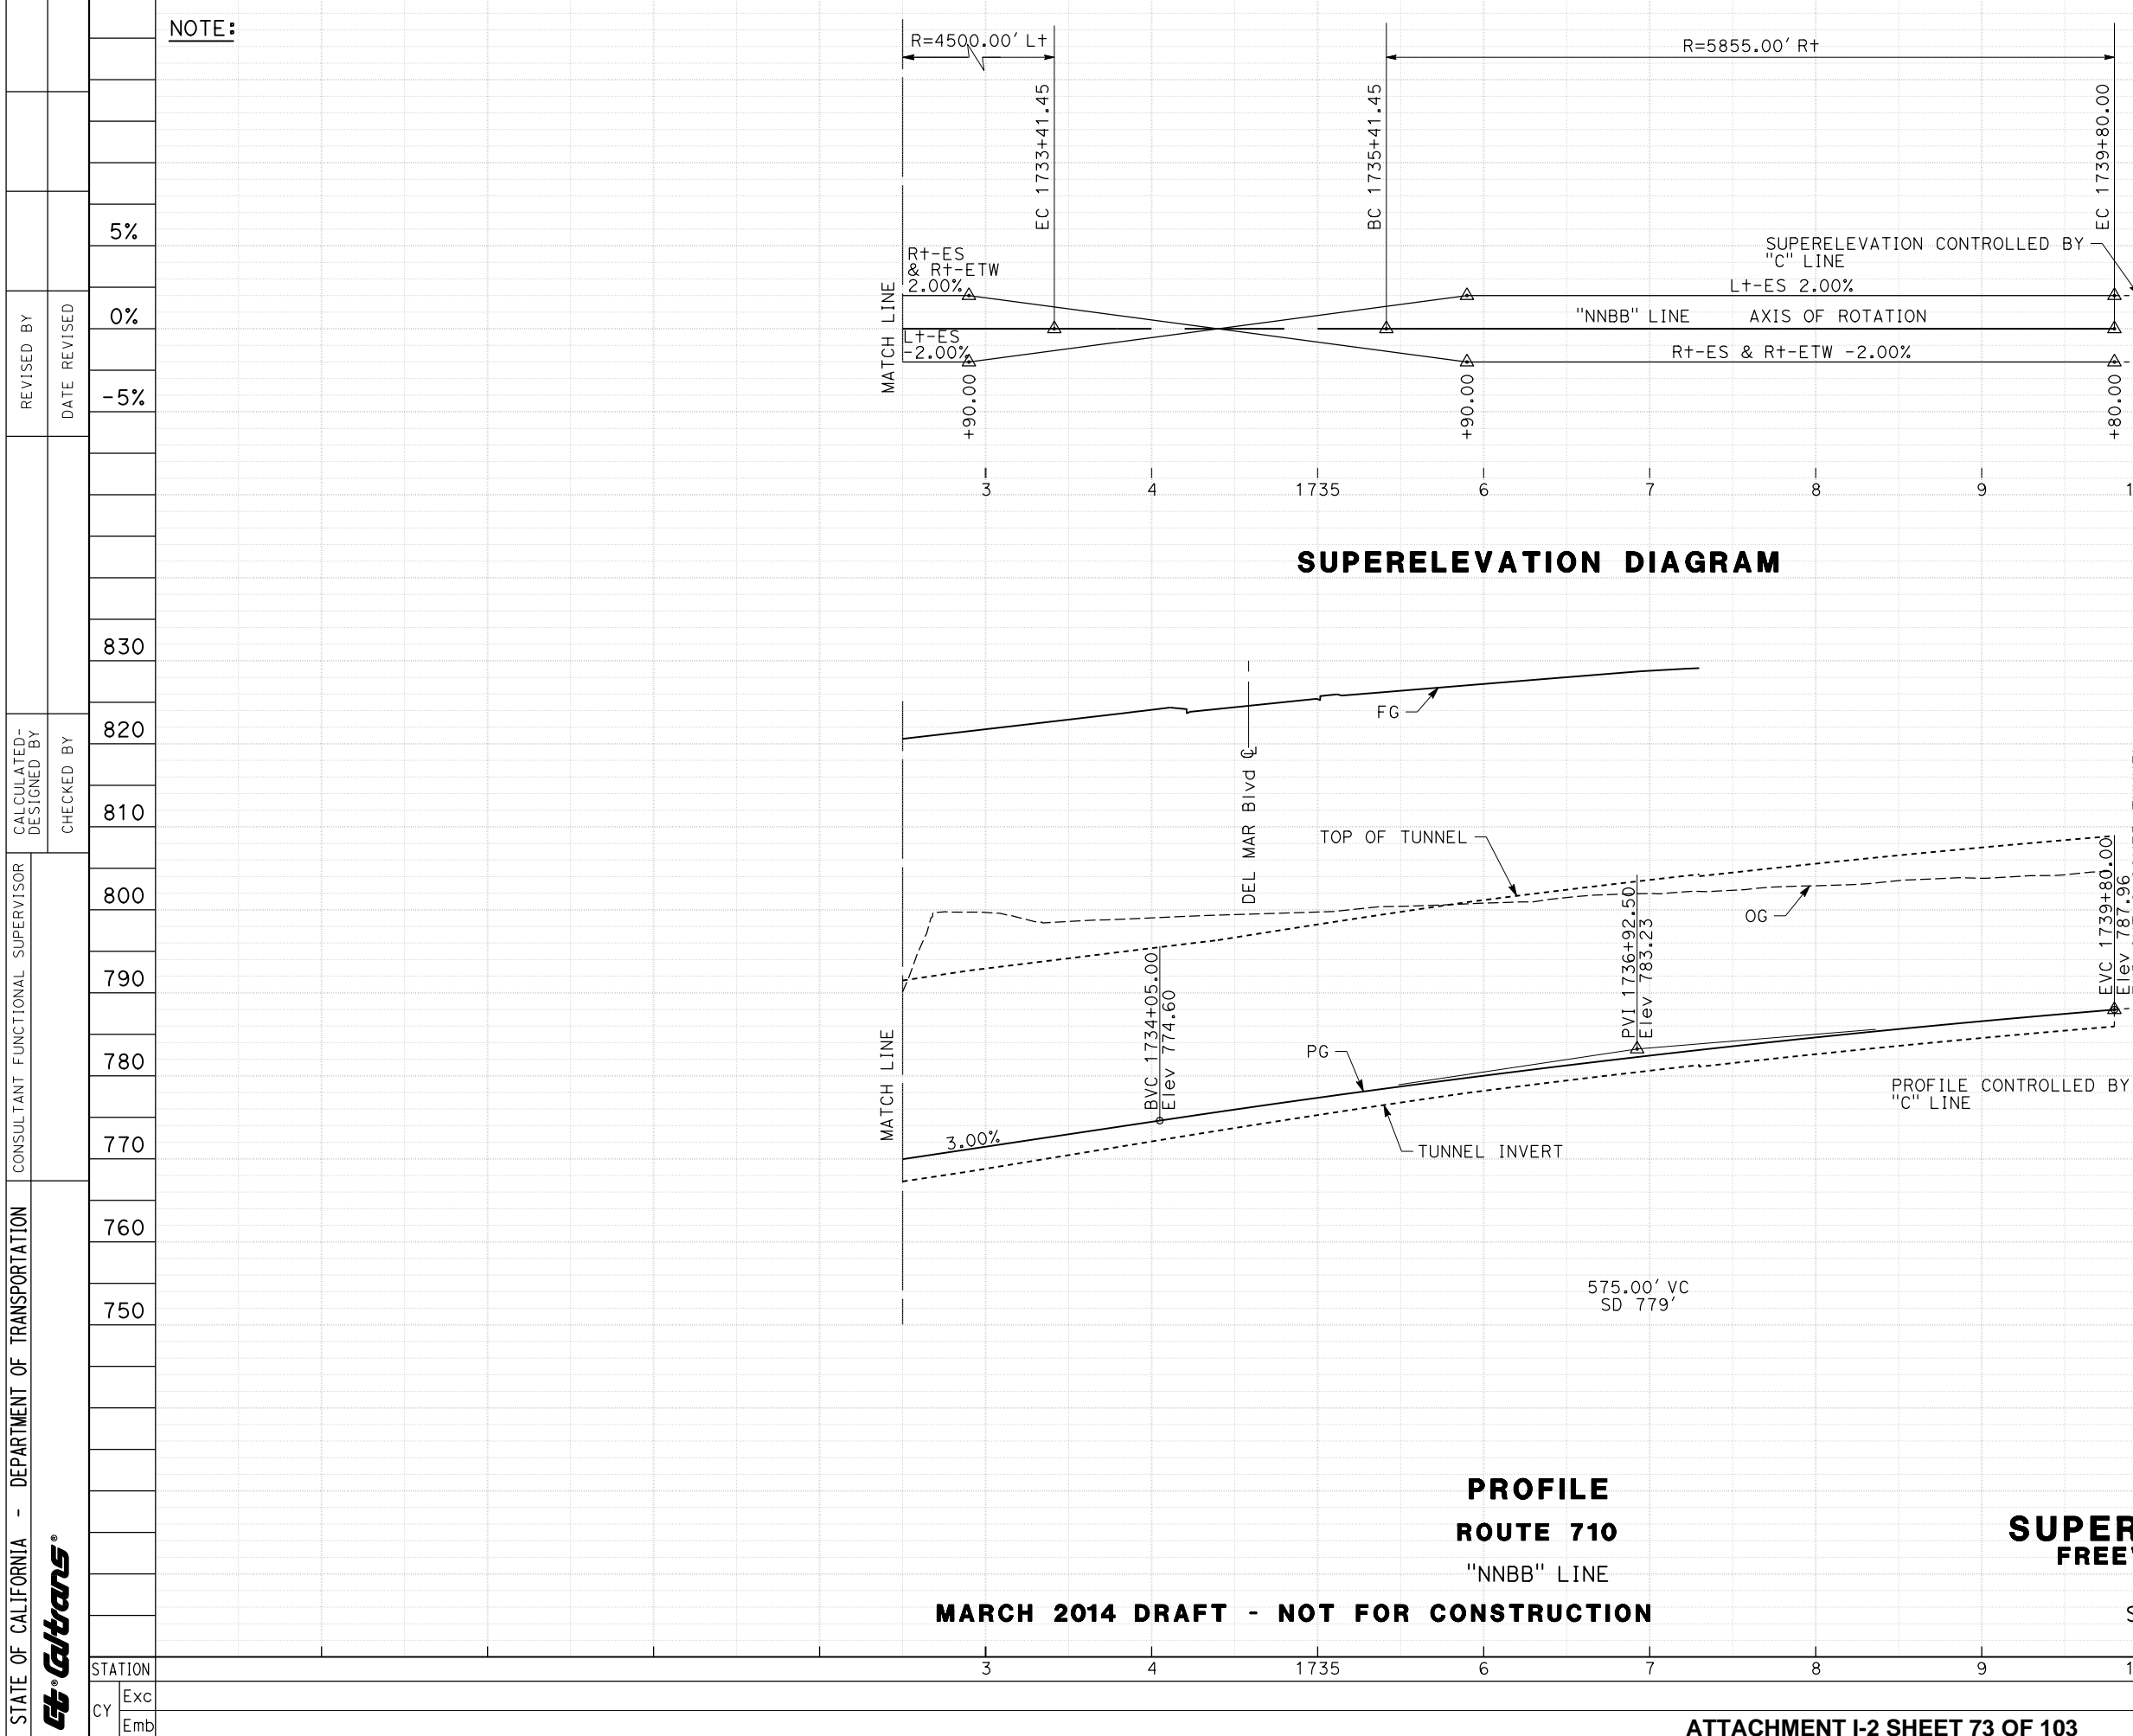 NOTE:
R=4500.00' Lt
R=5855.00' Rt
EC 1733+41.45
BC 1735+41.45
EC 1739+80.00
5%
0%
-5%
Rt-ES
& Rt-ETW
2.00%
Lt-ES
-2.00%
MATCH LINE
SUPERELEVATION CONTROLLED BY
"C" LINE
Lt-ES 2.00%
"NNBB" LINE AXIS OF ROTATION
Rt-ES & Rt-ETW -2.00%
+90.00
+90.00
+80.00
3 4 1735 6 7 8 9 1
SUPERELEVATION DIAGRAM
830
820
810
800
790
780
770
760
750
FG
DEL MAR Blvd ℄
TOP OF TUNNEL
OG
BVC 1734+05.00
Elev 774.60
PVI 1736+92.50
Elev 783.23
EVC 1739+80.00
Elev 787.96
PG
MATCH LINE
3.00%
TUNNEL INVERT
PROFILE CONTROLLED BY
"C" LINE
575.00' VC
SD 779'
PROFILE
ROUTE 710
"NNBB" LINE
MARCH 2014 DRAFT - NOT FOR CONSTRUCTION
SUPER
FREE
S
STATION
3 4 1735 6 7 8 9 1
CY
Exc
Emb
ATTACHMENT I-2 SHEET 73 OF 103
REVISED BY
DATE REVISED
CALCULATED-
DESIGNED BY
CHECKED BY
CONSULTANT FUNCTIONAL SUPERVISOR
STATE OF CALIFORNIA - DEPARTMENT OF TRANSPORTATION
ct® Caltrans®